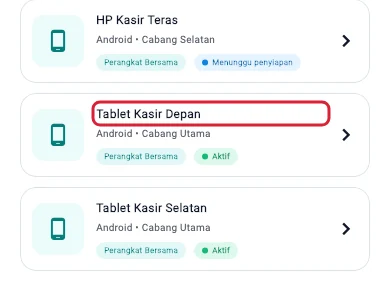 HP Kasir Teras
Android • Cabang Selatan
Perangkat Bersama
Menunggu penyiapan
Tablet Kasir Depan
Android • Cabang Utama
Perangkat Bersama
Aktif
Tablet Kasir Selatan
Android • Cabang Utama
Perangkat Bersama
Aktif